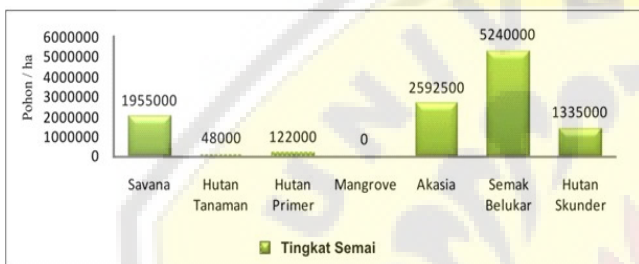 Pohon / ha
6000000
5000000
4000000
3000000
2000000
1000000
0
1955000
48000
122000
0
2592500
5240000
1335000
Savana
Hutan Tanaman
Hutan Primer
Mangrove
Akasia
Semak Belukar
Hutan Skunder
Tingkat Semai